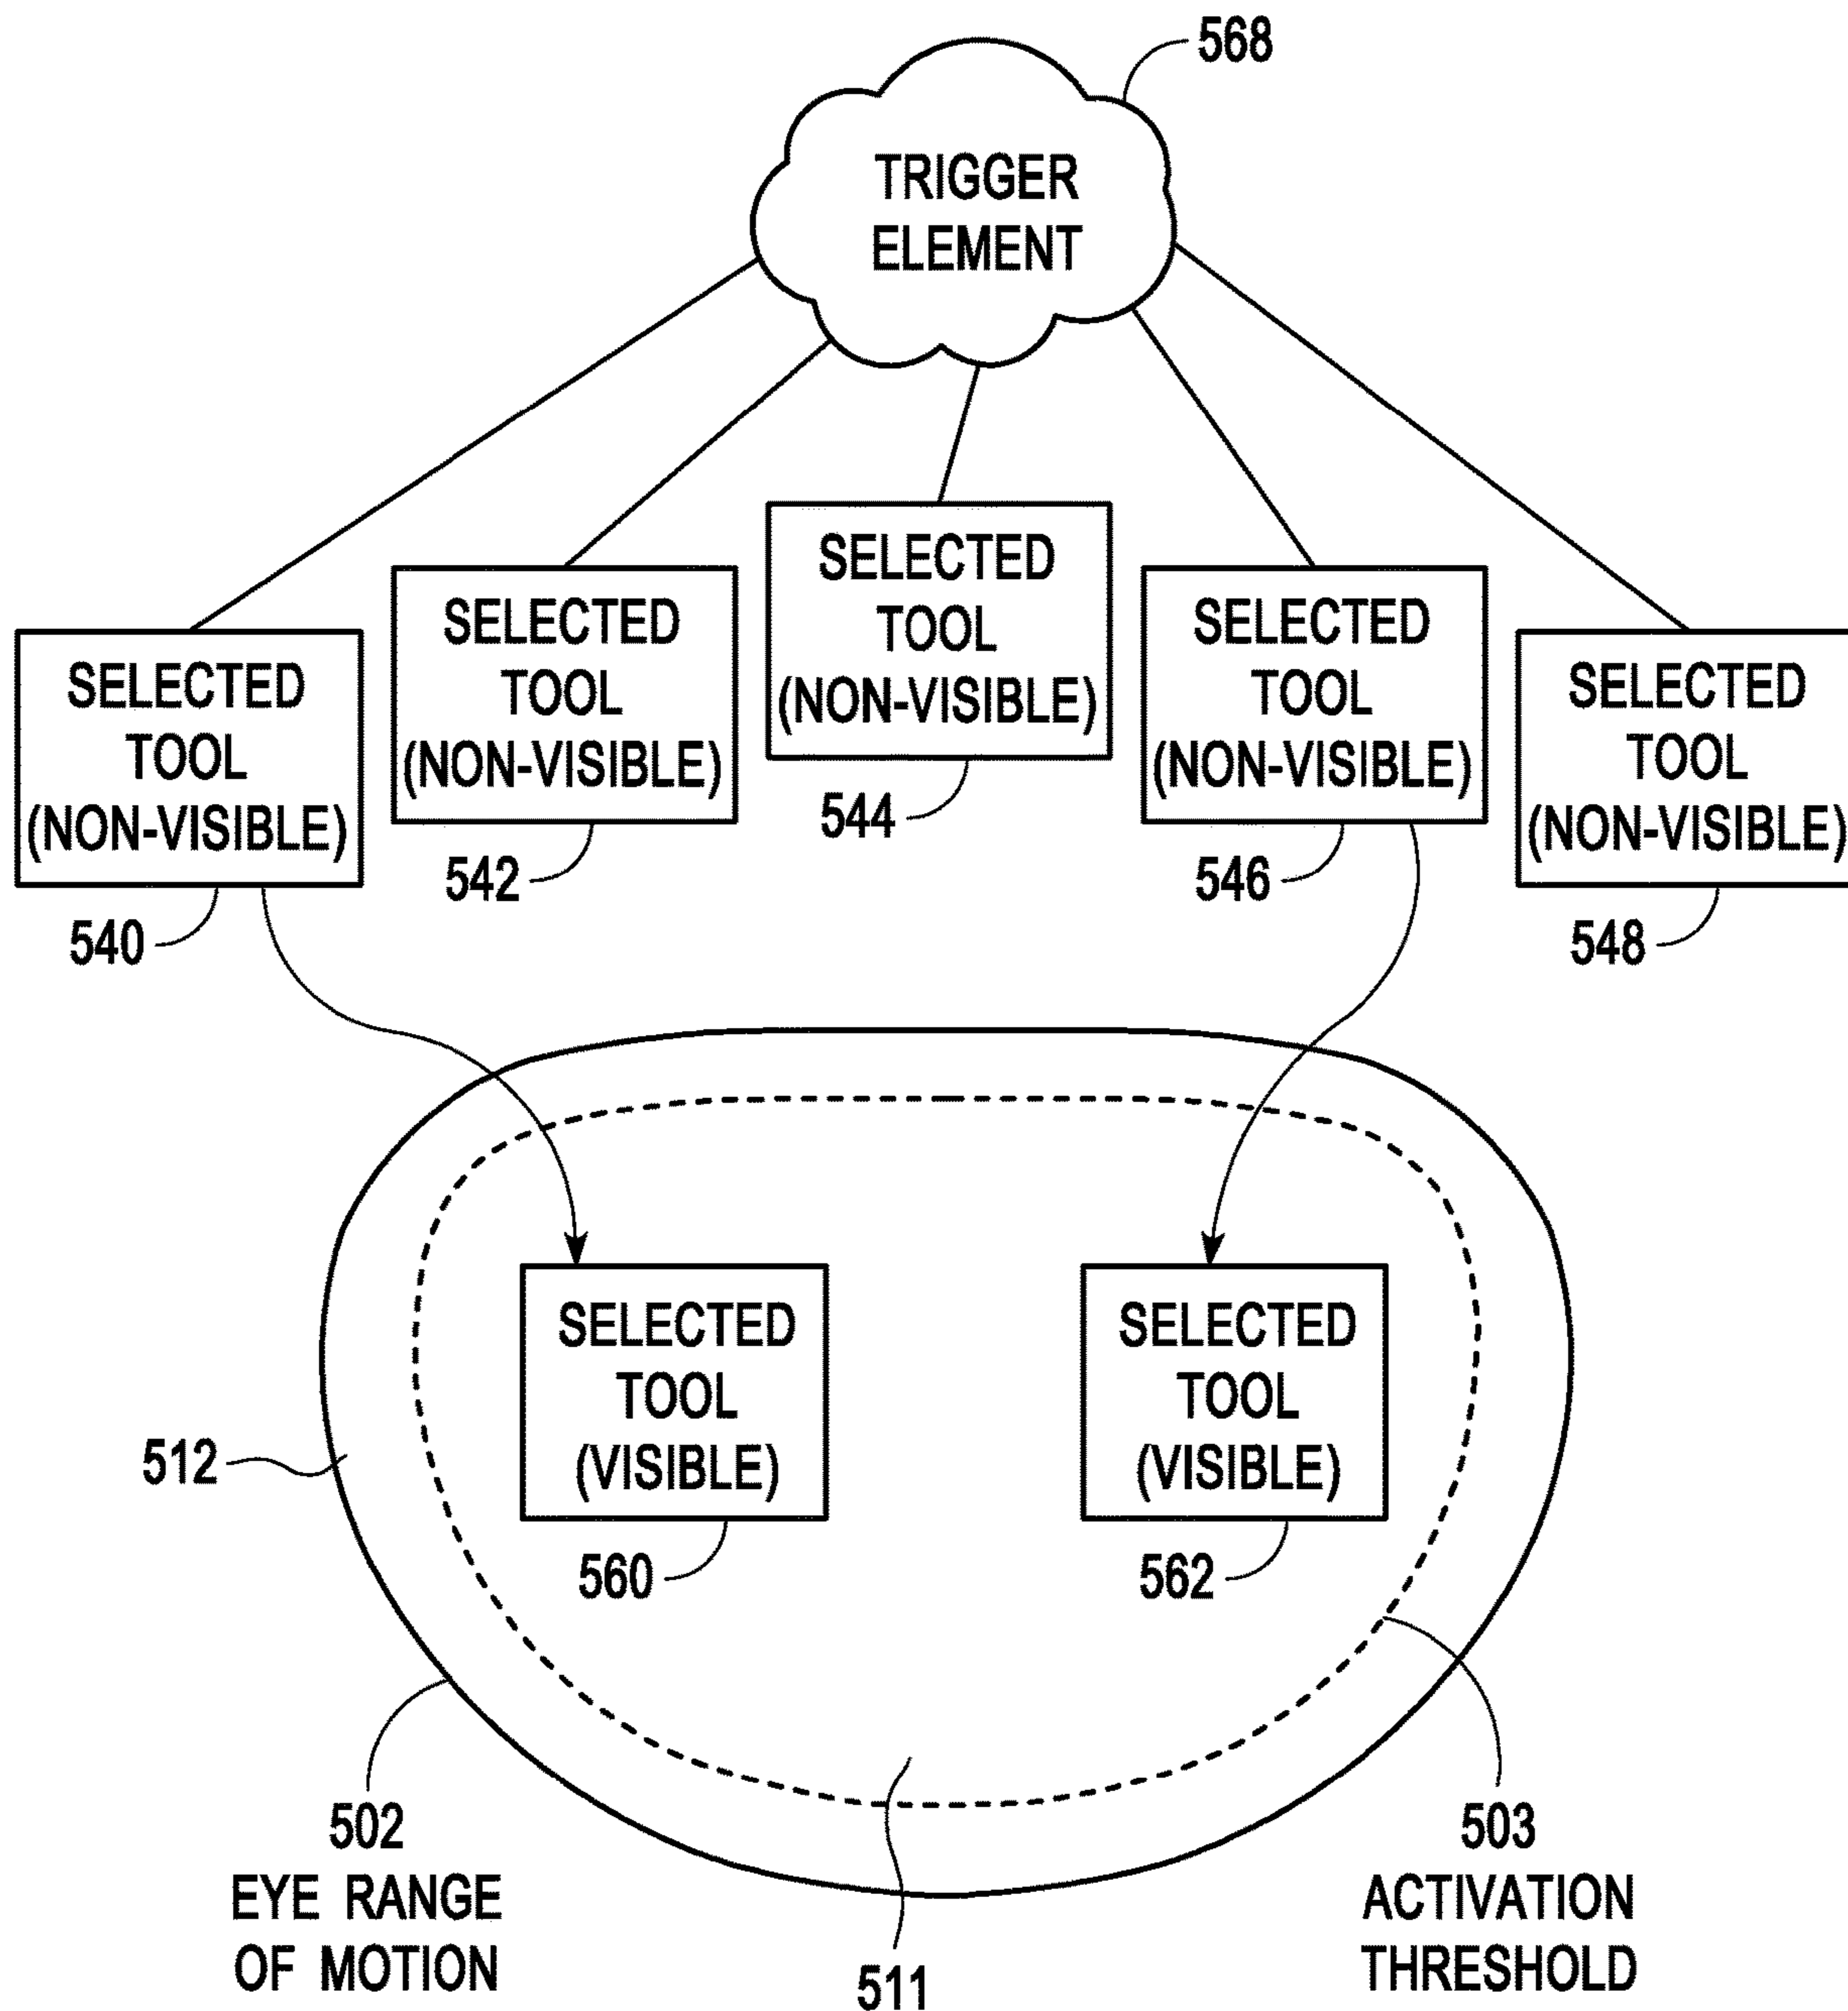 568
TRIGGER
ELEMENT
SELECTED
TOOL
(NON-VISIBLE)
540
SELECTED
TOOL
(NON-VISIBLE)
542
SELECTED
TOOL
(NON-VISIBLE)
544
SELECTED
TOOL
(NON-VISIBLE)
546
SELECTED
TOOL
(NON-VISIBLE)
548
SELECTED
TOOL
(VISIBLE)
560
SELECTED
TOOL
(VISIBLE)
562
512
502
EYE RANGE
OF MOTION
511
503
ACTIVATION
THRESHOLD